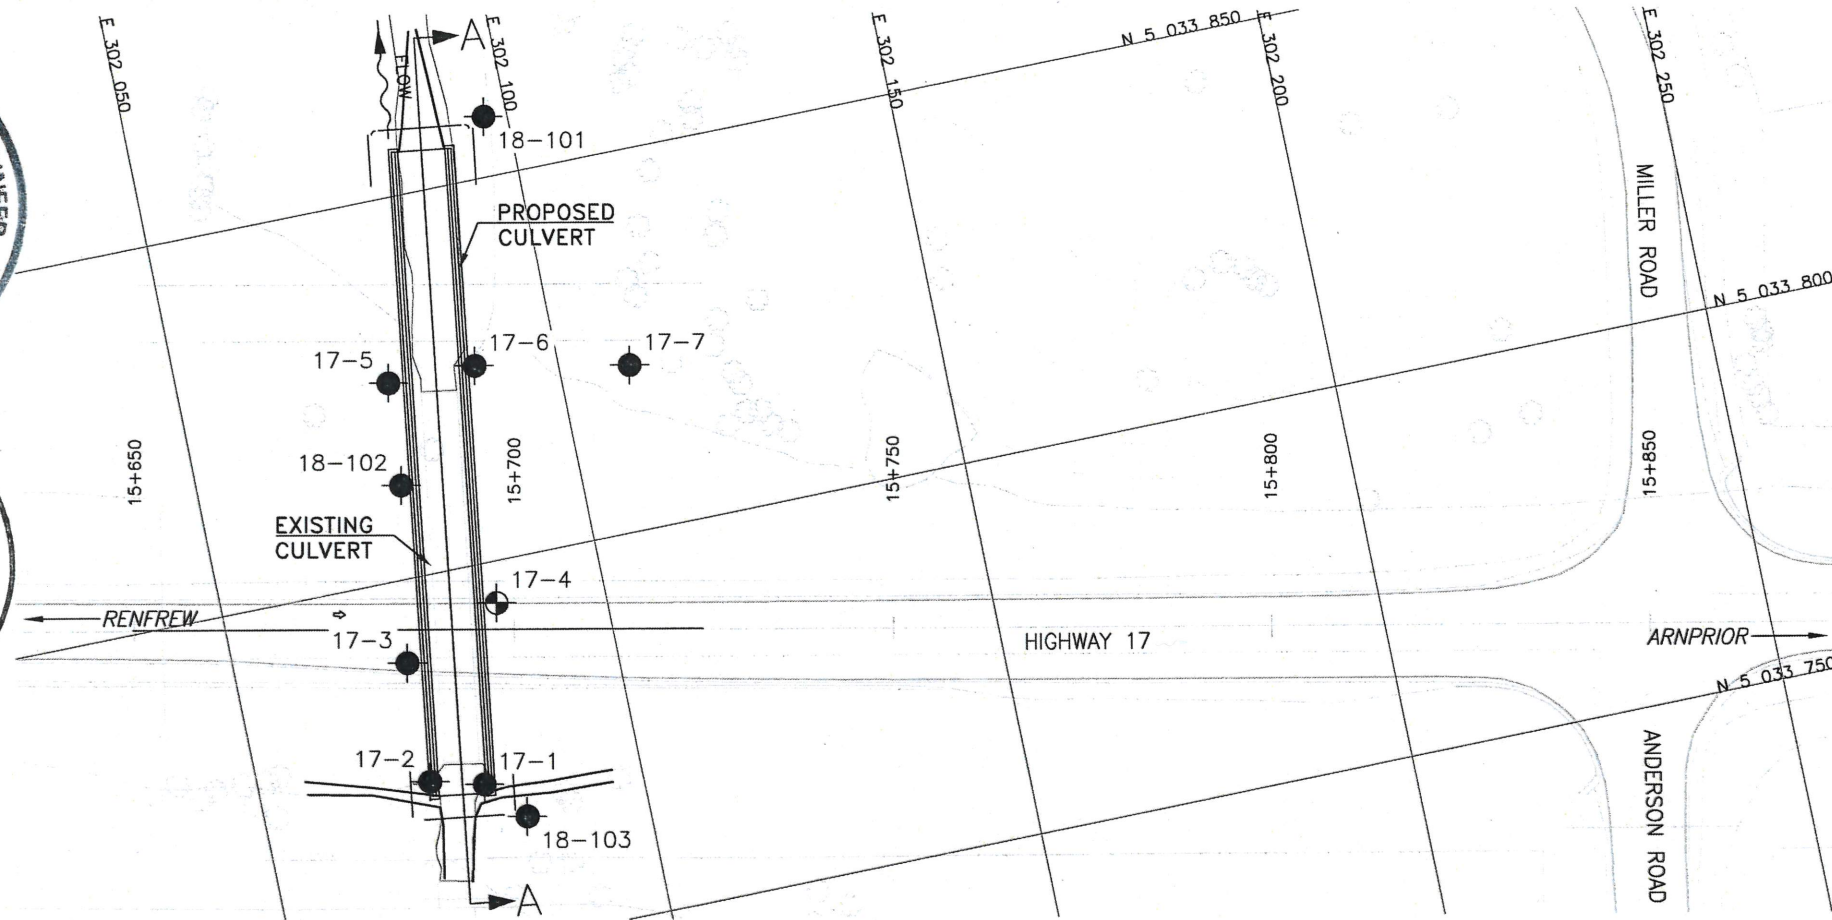 E 302 050
E 302 100
E 302 150
E 302 200
E 302 250
N 5 033 850
A
FLOW
18-101
PROPOSED
CULVERT
MILLER ROAD
N 5 033 800
17-5
17-6
17-7
18-102
15+650
15+700
15+750
15+800
15+850
EXISTING
CULVERT
17-4
RENFREW
17-3
HIGHWAY 17
ARNPRIOR
N 5 033 750
17-2
17-1
18-103
ANDERSON ROAD
A